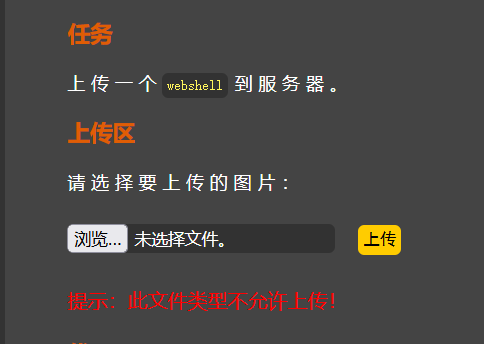 任务
上传一个 webshell 到服务器。
上传区
请选择要上传的图片：
浏览... 未选择文件。 上传
提示：此文件类型不允许上传！